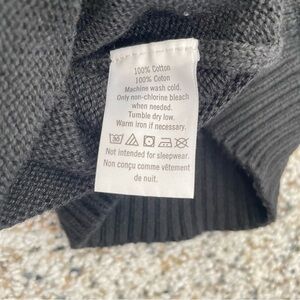 100% Cotton
100% Coton
Machine wash cold.
Only non-chlorine bleach
when needed.
Tumble dry low.
Warm iron if necessary.
Not intended for sleepwear.
Non conçu comme vêtement
de nuit.